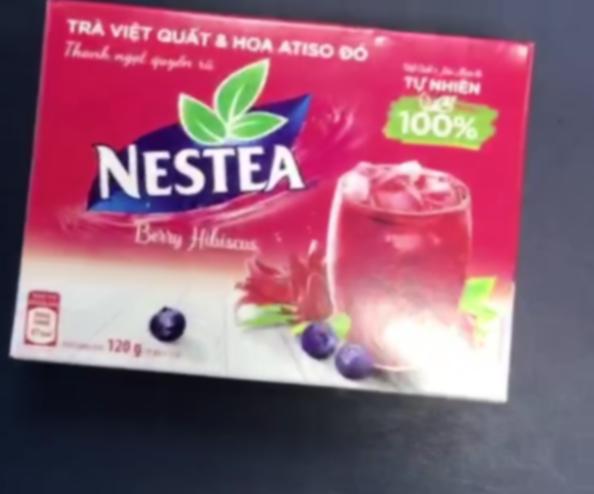 TRÀ VIỆT QUẤT & HOA ATISO ĐỎ
Thanh ngọt quyến rũ
TỰ NHIÊN
100%
NESTEA
Berry Hibiscus
120 g